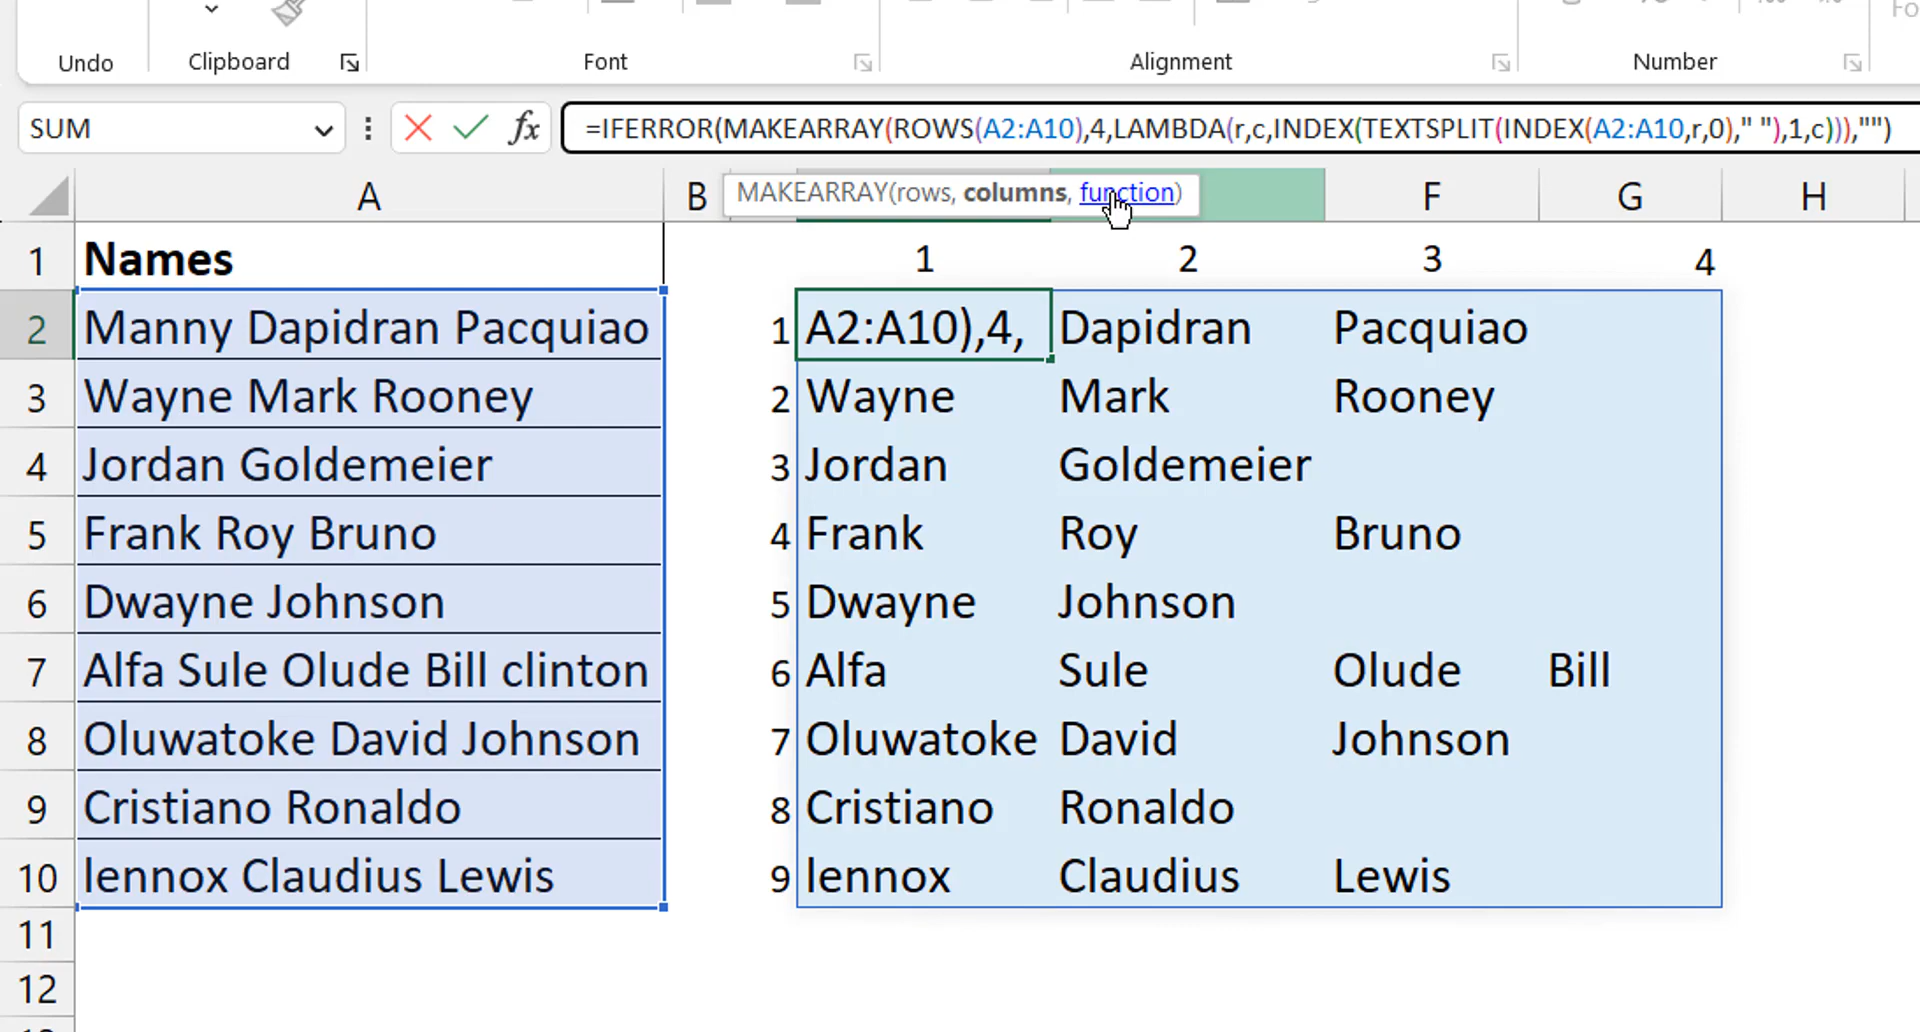 Undo Clipboard Font Alignment Number
SUM fx =IFERROR(MAKEARRAY(ROWS(A2:A10),4,LAMBDA(r,c,INDEX(TEXTSPLIT(INDEX(A2:A10,r,0)," "),1,c))),"")
A B F G H
MAKEARRAY(rows, columns, function)
1 Names 1 2 3 4
2 Manny Dapidran Pacquiao 1 A2:A10),4, Dapidran Pacquiao
3 Wayne Mark Rooney 2 Wayne Mark Rooney
4 Jordan Goldemeier 3 Jordan Goldemeier
5 Frank Roy Bruno 4 Frank Roy Bruno
6 Dwayne Johnson 5 Dwayne Johnson
7 Alfa Sule Olude Bill clinton 6 Alfa Sule Olude Bill
8 Oluwatoke David Johnson 7 Oluwatoke David Johnson
9 Cristiano Ronaldo 8 Cristiano Ronaldo
10 lennox Claudius Lewis 9 lennox Claudius Lewis
11
12